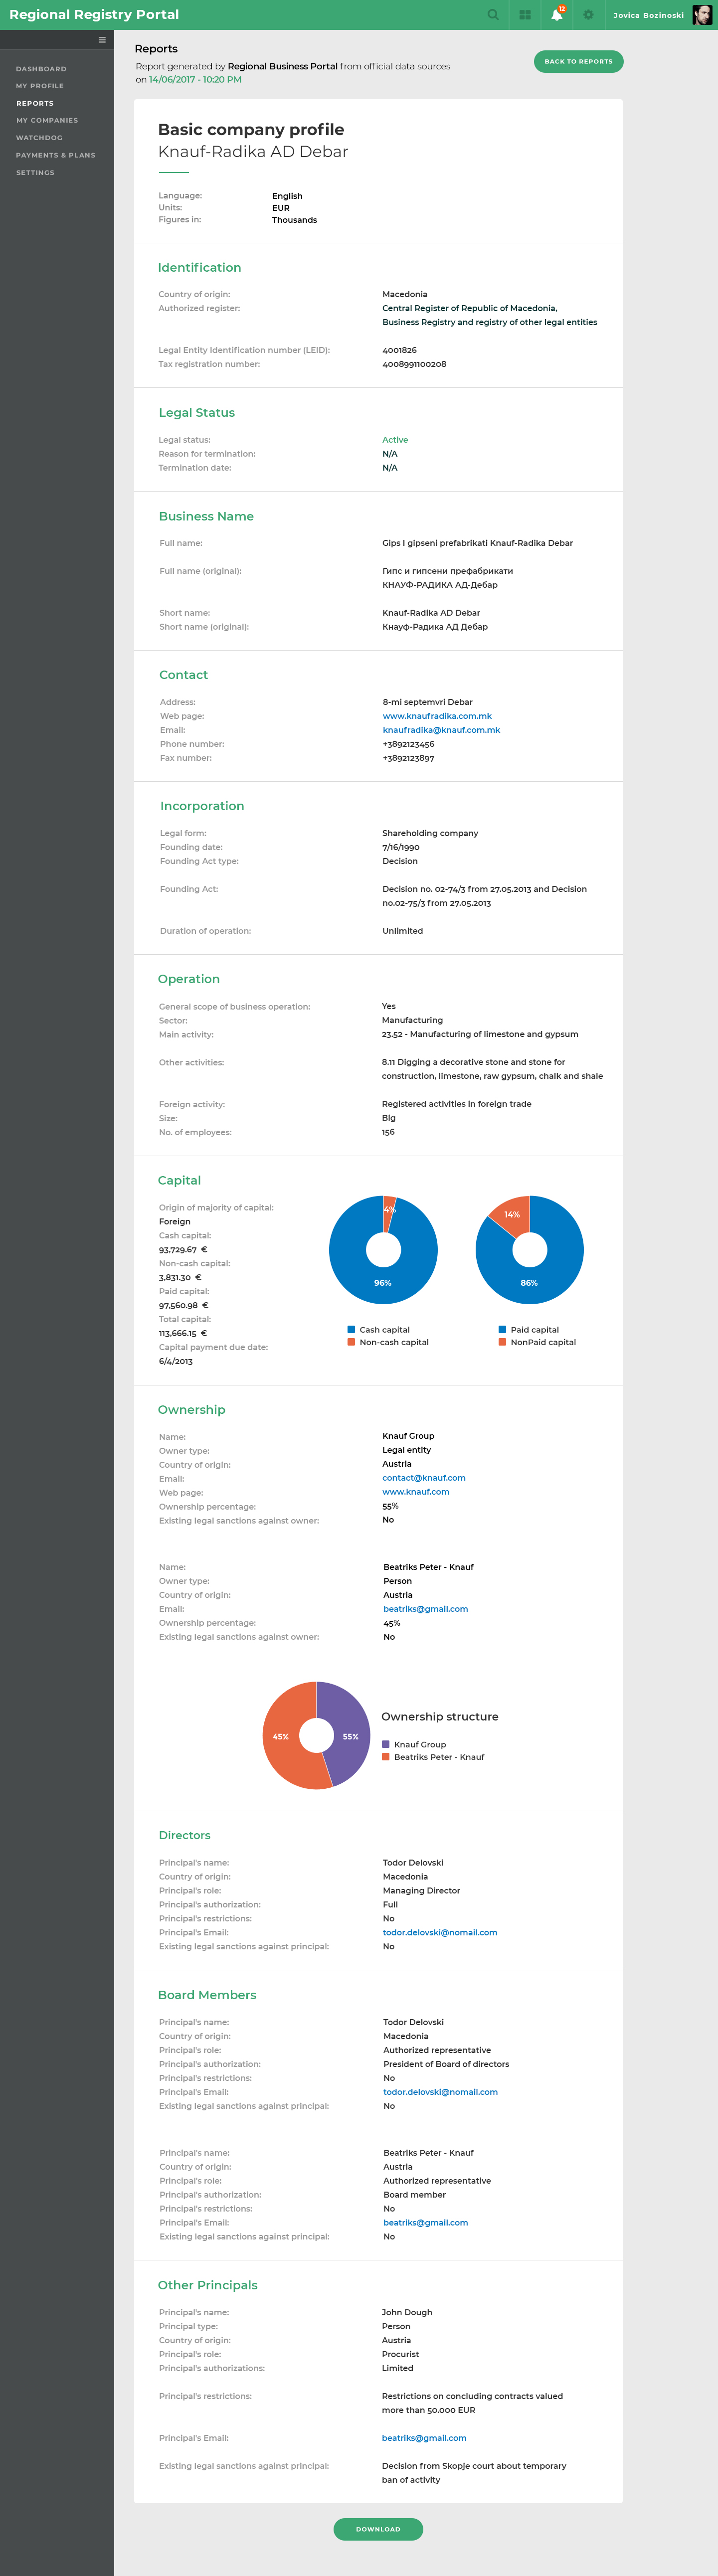 Regional Registry Portal
12
Jovica Bozinoski
DASHBOARD
MY PROFILE
REPORTS
MY COMPANIES
WATCHDOG
PAYMENTS & PLANS
SETTINGS
Reports
Report generated by Regional Business Portal from official data sources
on 14/06/2017 - 10:20 PM
BACK TO REPORTS
Basic company profile
Knauf-Radika AD Debar
Language: English
Units: EUR
Figures in: Thousands
Identification
Country of origin: Macedonia
Authorized register: Central Register of Republic of Macedonia,
Business Registry and registry of other legal entities
Legal Entity Identification number (LEID): 4001826
Tax registration number: 4008991100208
Legal Status
Legal status: Active
Reason for termination: N/A
Termination date: N/A
Business Name
Full name: Gips I gipseni prefabrikati Knauf-Radika Debar
Full name (original): Гипс и гипсени префабрикати
КНАУФ-РАДИКА АД-Дебар
Short name: Knauf-Radika AD Debar
Short name (original): Кнауф-Радика АД Дебар
Contact
Address: 8-mi septemvri Debar
Web page: www.knaufradika.com.mk
Email: knaufradika@knauf.com.mk
Phone number: +3892123456
Fax number: +3892123897
Incorporation
Legal form: Shareholding company
Founding date: 7/16/1990
Founding Act type: Decision
Founding Act: Decision no. 02-74/3 from 27.05.2013 and Decision
no.02-75/3 from 27.05.2013
Duration of operation: Unlimited
Operation
General scope of business operation: Yes
Sector: Manufacturing
Main activity: 23.52 - Manufacturing of limestone and gypsum
Other activities: 8.11 Digging a decorative stone and stone for
construction, limestone, raw gypsum, chalk and shale
Foreign activity: Registered activities in foreign trade
Size: Big
No. of employees: 156
Capital
Origin of majority of capital:
Foreign
Cash capital:
93,729.67 €
Non-cash capital:
3,831.30 €
Paid capital:
97,560.98 €
Total capital:
113,666.15 €
Capital payment due date:
6/4/2013
4%
96%
Cash capital
Non-cash capital
14%
86%
Paid capital
NonPaid capital
Ownership
Name: Knauf Group
Owner type: Legal entity
Country of origin: Austria
Email: contact@knauf.com
Web page: www.knauf.com
Ownership percentage: 55%
Existing legal sanctions against owner: No
Name: Beatriks Peter - Knauf
Owner type: Person
Country of origin: Austria
Email: beatriks@gmail.com
Ownership percentage: 45%
Existing legal sanctions against owner: No
45%
55%
Ownership structure
Knauf Group
Beatriks Peter - Knauf
Directors
Principal's name: Todor Delovski
Country of origin: Macedonia
Principal's role: Managing Director
Principal's authorization: Full
Principal's restrictions: No
Principal's Email: todor.delovski@nomail.com
Existing legal sanctions against principal: No
Board Members
Principal's name: Todor Delovski
Country of origin: Macedonia
Principal's role: Authorized representative
Principal's authorization: President of Board of directors
Principal's restrictions: No
Principal's Email: todor.delovski@nomail.com
Existing legal sanctions against principal: No
Principal's name: Beatriks Peter - Knauf
Country of origin: Austria
Principal's role: Authorized representative
Principal's authorization: Board member
Principal's restrictions: No
Principal's Email: beatriks@gmail.com
Existing legal sanctions against principal: No
Other Principals
Principal's name: John Dough
Principal type: Person
Country of origin: Austria
Principal's role: Procurist
Principal's authorizations: Limited
Principal's restrictions: Restrictions on concluding contracts valued
more than 50.000 EUR
Principal's Email: beatriks@gmail.com
Existing legal sanctions against principal: Decision from Skopje court about temporary
ban of activity
DOWNLOAD